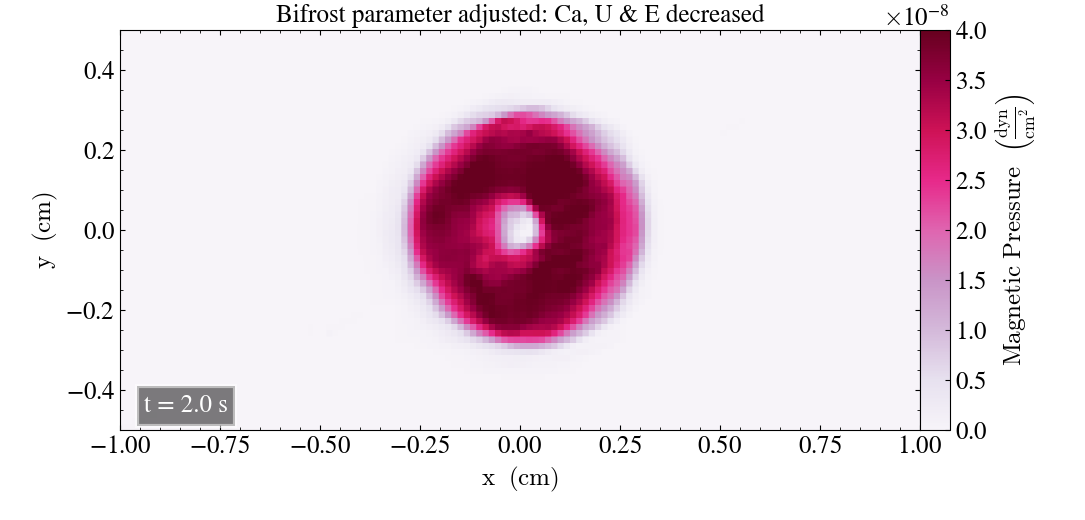 Bifrost parameter adjusted: Ca, U & E decreased
×10−8
4.0
3.5
3.0
2.5
2.0
1.5
1.0
0.5
0.0
Magnetic Pressure (dyn/cm2)
0.4
0.2
0.0
−0.2
−0.4
y (cm)
t = 2.0 s
−1.00 −0.75 −0.50 −0.25 0.00 0.25 0.50 0.75 1.00
x (cm)